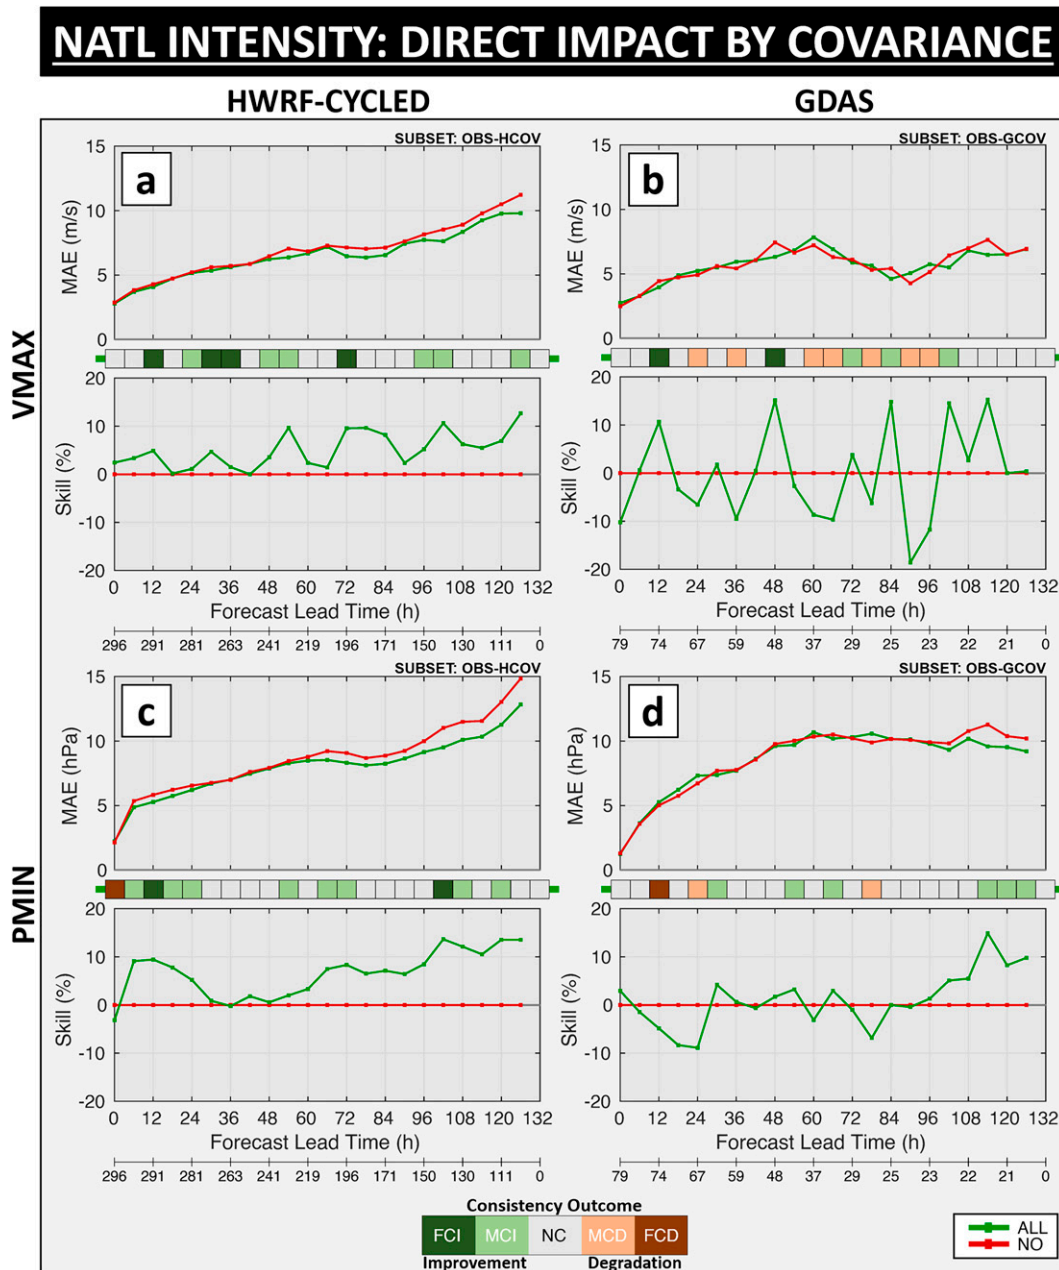 NATL INTENSITY: DIRECT IMPACT BY COVARIANCE
HWRF-CYCLED
GDAS
VMAX
SUBSET: OBS-HCOV
a
MAE (m/s)
15
10
5
0
20
10
0
-10
-20
Skill (%)
0 12 24 36 48 60 72 84 96 108 120 132
Forecast Lead Time (h)
296 291 281 263 241 219 196 171 150 130 111 0
SUBSET: OBS-GCOV
b
MAE (m/s)
15
10
5
0
20
10
0
-10
-20
Skill (%)
0 12 24 36 48 60 72 84 96 108 120 132
Forecast Lead Time (h)
79 74 67 59 48 37 29 25 23 22 21 0
PMIN
SUBSET: OBS-HCOV
c
MAE (hPa)
15
10
5
0
20
10
0
-10
-20
Skill (%)
0 12 24 36 48 60 72 84 96 108 120 132
Forecast Lead Time (h)
296 291 281 263 241 219 196 171 150 130 111 0
SUBSET: OBS-GCOV
d
MAE (hPa)
15
10
5
0
20
10
0
-10
-20
Skill (%)
0 12 24 36 48 60 72 84 96 108 120 132
Forecast Lead Time (h)
79 74 67 59 48 37 29 25 23 22 21 0
Consistency Outcome
FCI MCI NC MCD FCD
Improvement Degradation
ALL
NO